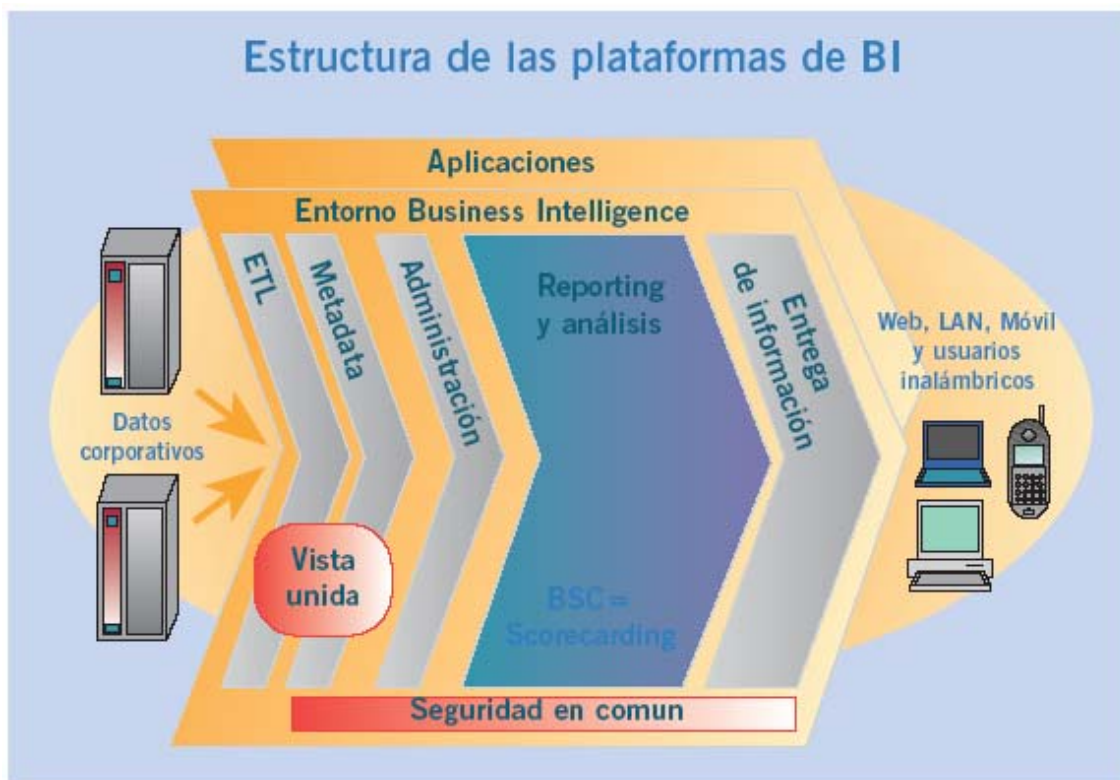 Estructura de las plataformas de BI
Aplicaciones
Entorno Business Intelligence
Datos
corporativos
ETL
Metadata
Administración
Vista
unida
Reporting
y análisis
BSC=
Scorecarding
Entrega
de información
Web, LAN, Móvil
y usuarios
inalámbricos
Seguridad en comun